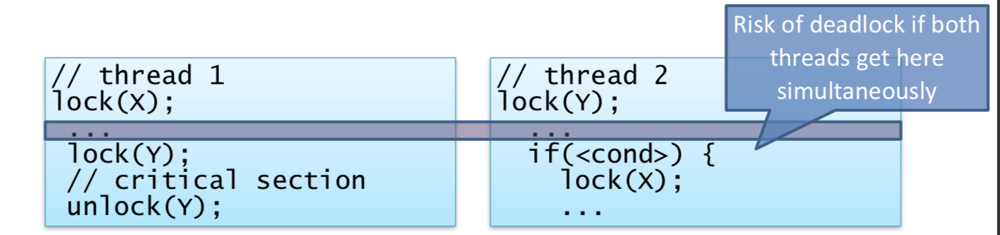 Risk of deadlock if both
threads get here
simultaneously
// thread 1
lock(X);
...
lock(Y);
// critical section
unlock(Y);
// thread 2
lock(Y);
...
if(<cond>) {
lock(X);
...